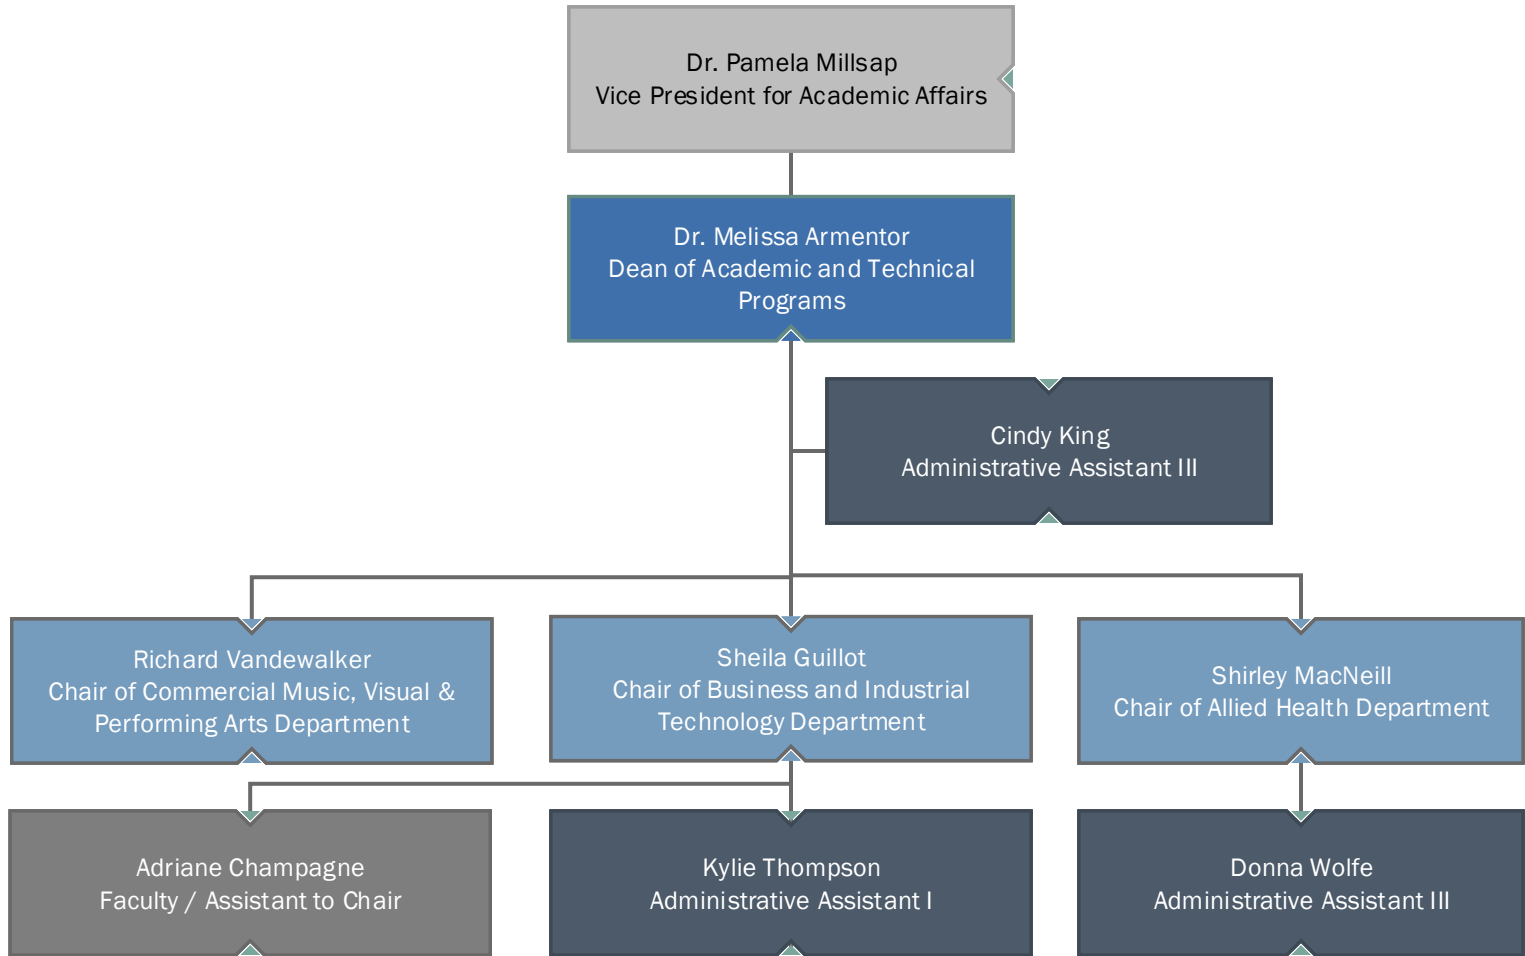 Dr. Pamela Millsap
Vice President for Academic Affairs
Dr. Melissa Armentor
Dean of Academic and Technical
Programs
Cindy King
Administrative Assistant III
Richard Vandewalker
Chair of Commercial Music, Visual &
Performing Arts Department
Sheila Guillot
Chair of Business and Industrial
Technology Department
Shirley MacNeill
Chair of Allied Health Department
Adriane Champagne
Faculty / Assistant to Chair
Kylie Thompson
Administrative Assistant I
Donna Wolfe
Administrative Assistant III